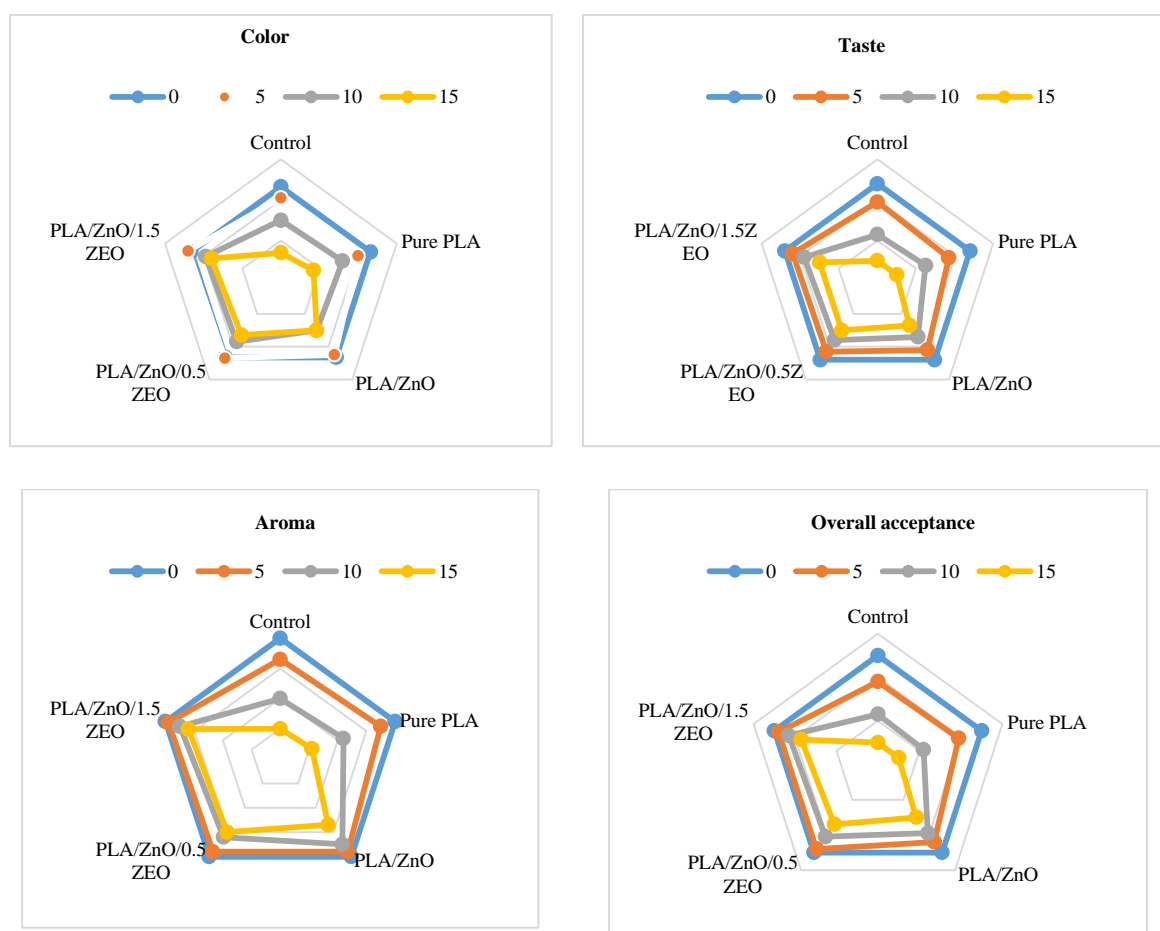 Color
0 5 10 15
Control
Pure PLA
PLA/ZnO
PLA/ZnO/0.5
ZEO
PLA/ZnO/1.5
ZEO
Taste
0 5 10 15
Control
Pure PLA
PLA/ZnO
PLA/ZnO/0.5Z
EO
PLA/ZnO/1.5Z
EO
Aroma
0 5 10 15
Control
Pure PLA
PLA/ZnO
PLA/ZnO/0.5
ZEO
PLA/ZnO/1.5
ZEO
Overall acceptance
0 5 10 15
Control
Pure PLA
PLA/ZnO
PLA/ZnO/0.5
ZEO
PLA/ZnO/1.5
ZEO